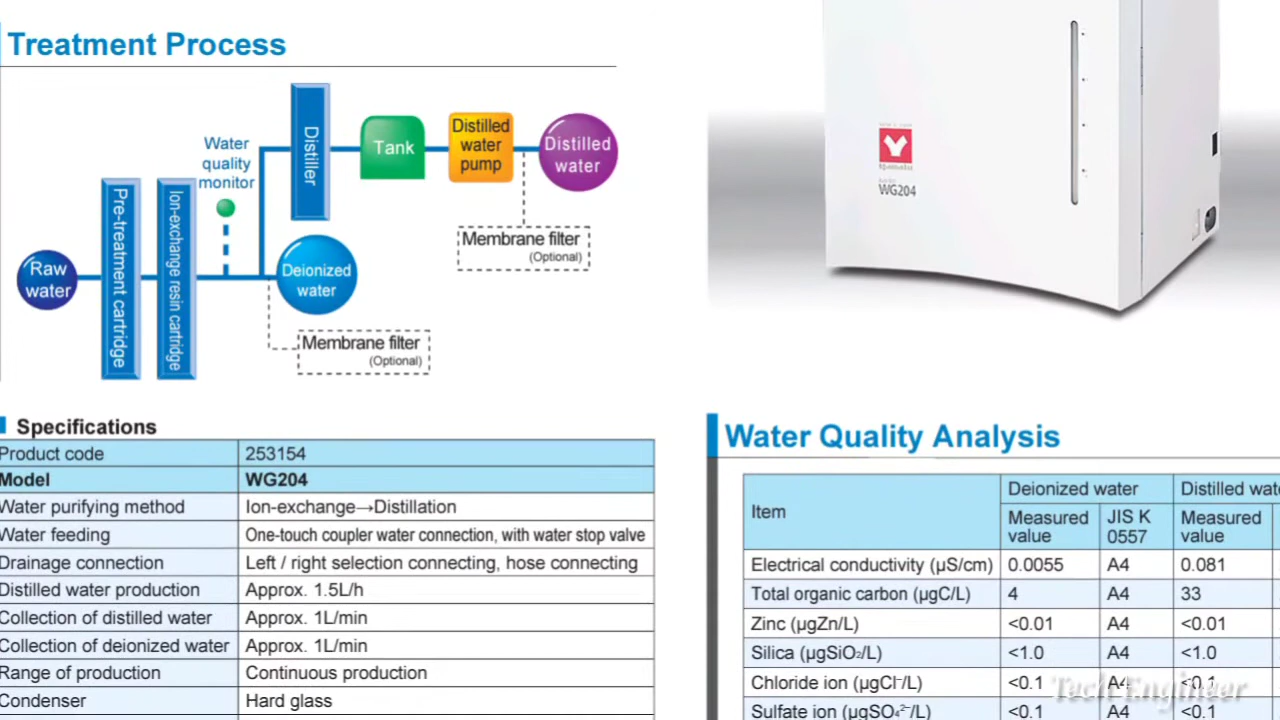 Treatment Process
Water
quality
monitor
Distiller
Tank
Distilled
water
pump
Distilled
water
Membrane filter
(Optional)
Raw
water
Pre-treatment cartridge
Ion-exchange resin cartridge
Deionized
water
Membrane filter
(Optional)
WG204
Specifications
Product code 253154
Model WG204
Water purifying method Ion-exchange→Distillation
Water feeding One-touch coupler water connection, with water stop valve
Drainage connection Left / right selection connecting, hose connecting
Distilled water production Approx. 1.5L/h
Collection of distilled water Approx. 1L/min
Collection of deionized water Approx. 1L/min
Range of production Continuous production
Condenser Hard glass
Water Quality Analysis
Item Deionized water Distilled wate
Measured value JIS K 0557 Measured value
Electrical conductivity (µS/cm) 0.0055 A4 0.081
Total organic carbon (µgC/L) 4 A4 33
Zinc (µgZn/L) <0.01 A4 <0.01
Silica (µgSiO₂/L) <1.0 A4 <1.0
Chloride ion (µgCl⁻/L) <0.1 A4 <0.1
Sulfate ion (µgSO₄²⁻/L) <0.1 A4 <0.1
Tech Engineer